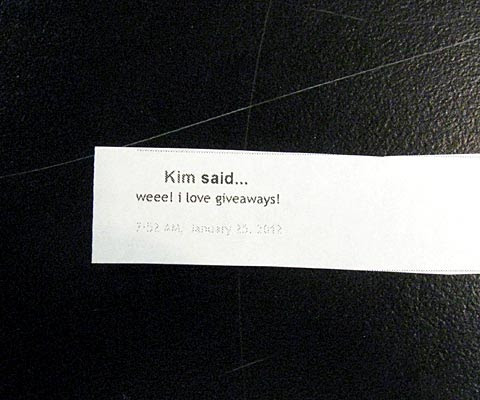 Kim said...
weee! i love giveaways!
7:52 AM, January 25, 2012